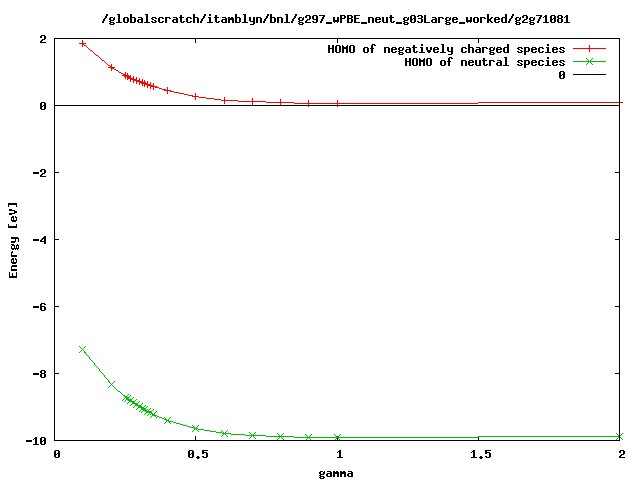 /globalscratch/itamblyn/bnl/g297_wPBE_neut_g03Large_worked/g2g71081
HOMO of negatively charged species
HOMO of neutral species
0
2
0
-2
-4
-6
-8
-10
Energy [eV]
0 0.5 1 1.5 2
gamma